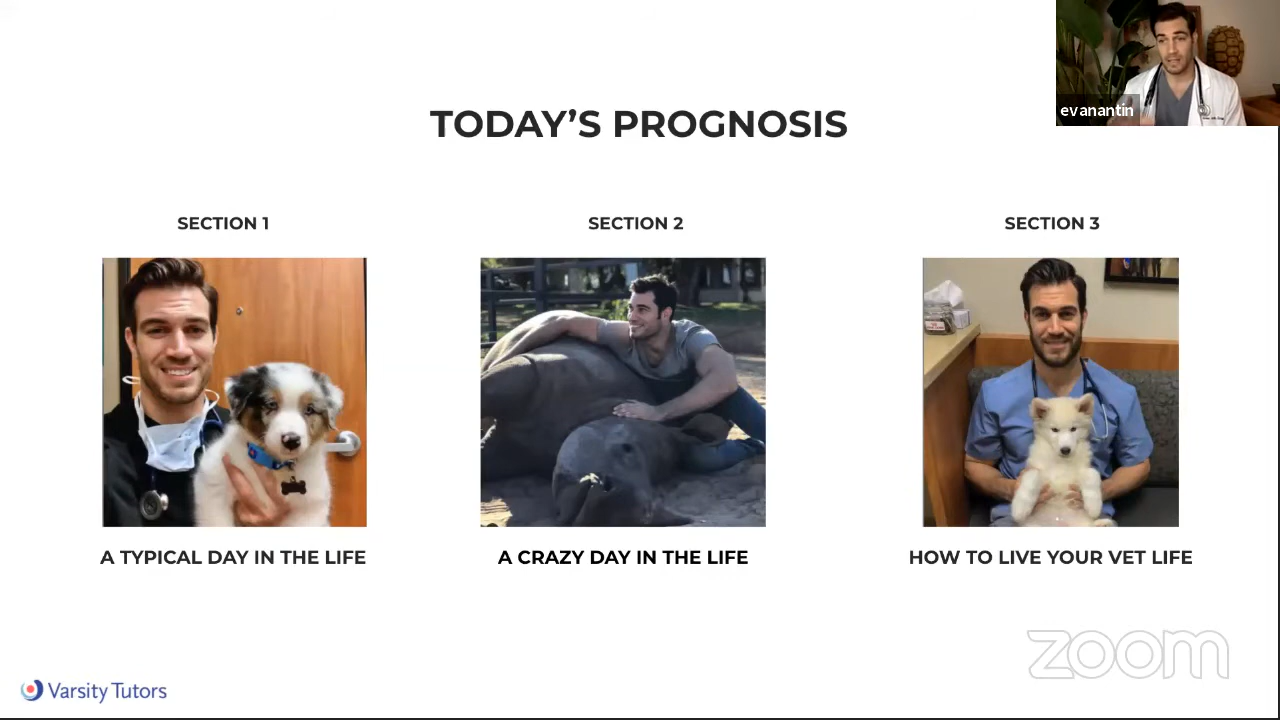 evanantin
TODAY’S PROGNOSIS
SECTION 1
SECTION 2
SECTION 3
A TYPICAL DAY IN THE LIFE
A CRAZY DAY IN THE LIFE
HOW TO LIVE YOUR VET LIFE
zoom
Varsity Tutors